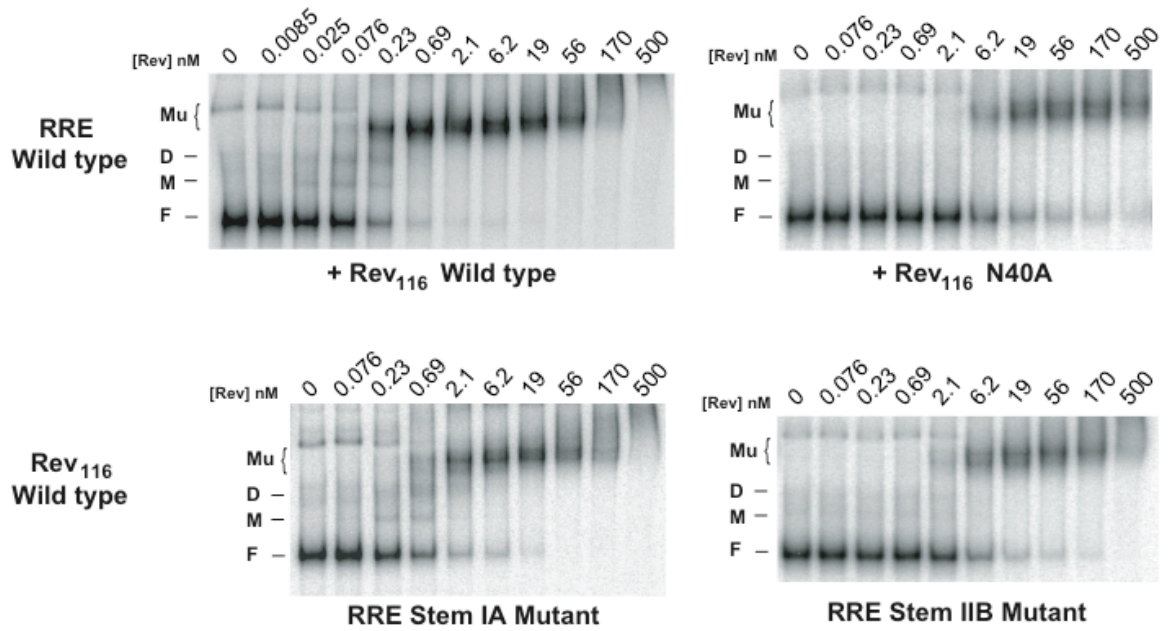 [Rev] nM 0 0.0085 0.025 0.076 0.23 0.69 2.1 6.2 19 56 170 500
Mu {
D –
M –
F –
RRE
Wild type
+ Rev116 Wild type
[Rev] nM 0 0.076 0.23 0.69 2.1 6.2 19 56 170 500
Mu {
D –
M –
F –
+ Rev116 N40A
[Rev] nM 0 0.076 0.23 0.69 2.1 6.2 19 56 170 500
Mu {
D –
M –
F –
Rev116
Wild type
RRE Stem IA Mutant
[Rev] nM 0 0.076 0.23 0.69 2.1 6.2 19 56 170 500
Mu {
D –
M –
F –
RRE Stem IIB Mutant